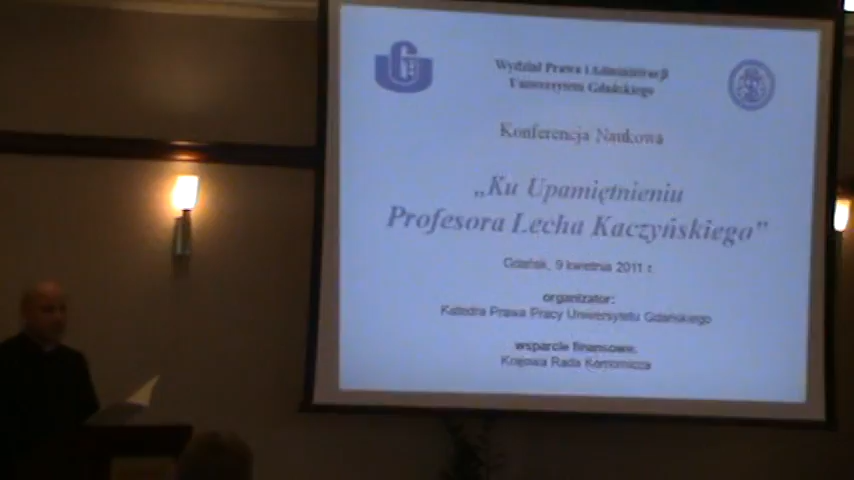 Wydział Prawa i Administracji
Uniwersytetu Gdańskiego
Konferencja Naukowa
„Ku Upamiętnieniu
Profesora Lecha Kaczyńskiego”
Gdańsk, 9 kwietnia 2011 r.
organizator:
Katedra Prawa Pracy Uniwersytetu Gdańskiego
wsparcie finansowe:
Krajowa Rada Komornicza